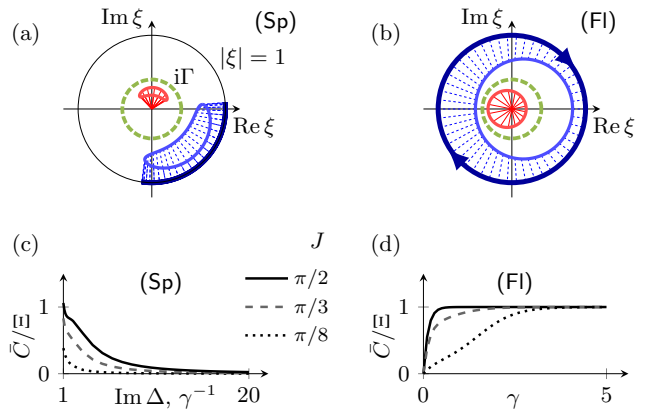 (a)
Im ξ
(Sp)
|ξ| = 1
iΓ
Re ξ
(b)
Im ξ
(Fl)
Re ξ
(c)
(Sp)
1
C̄/Ξ
0
1
Im Δ, γ⁻¹
20
J
π/2
π/3
π/8
(d)
(Fl)
1
C̄/Ξ
0
0
γ
5